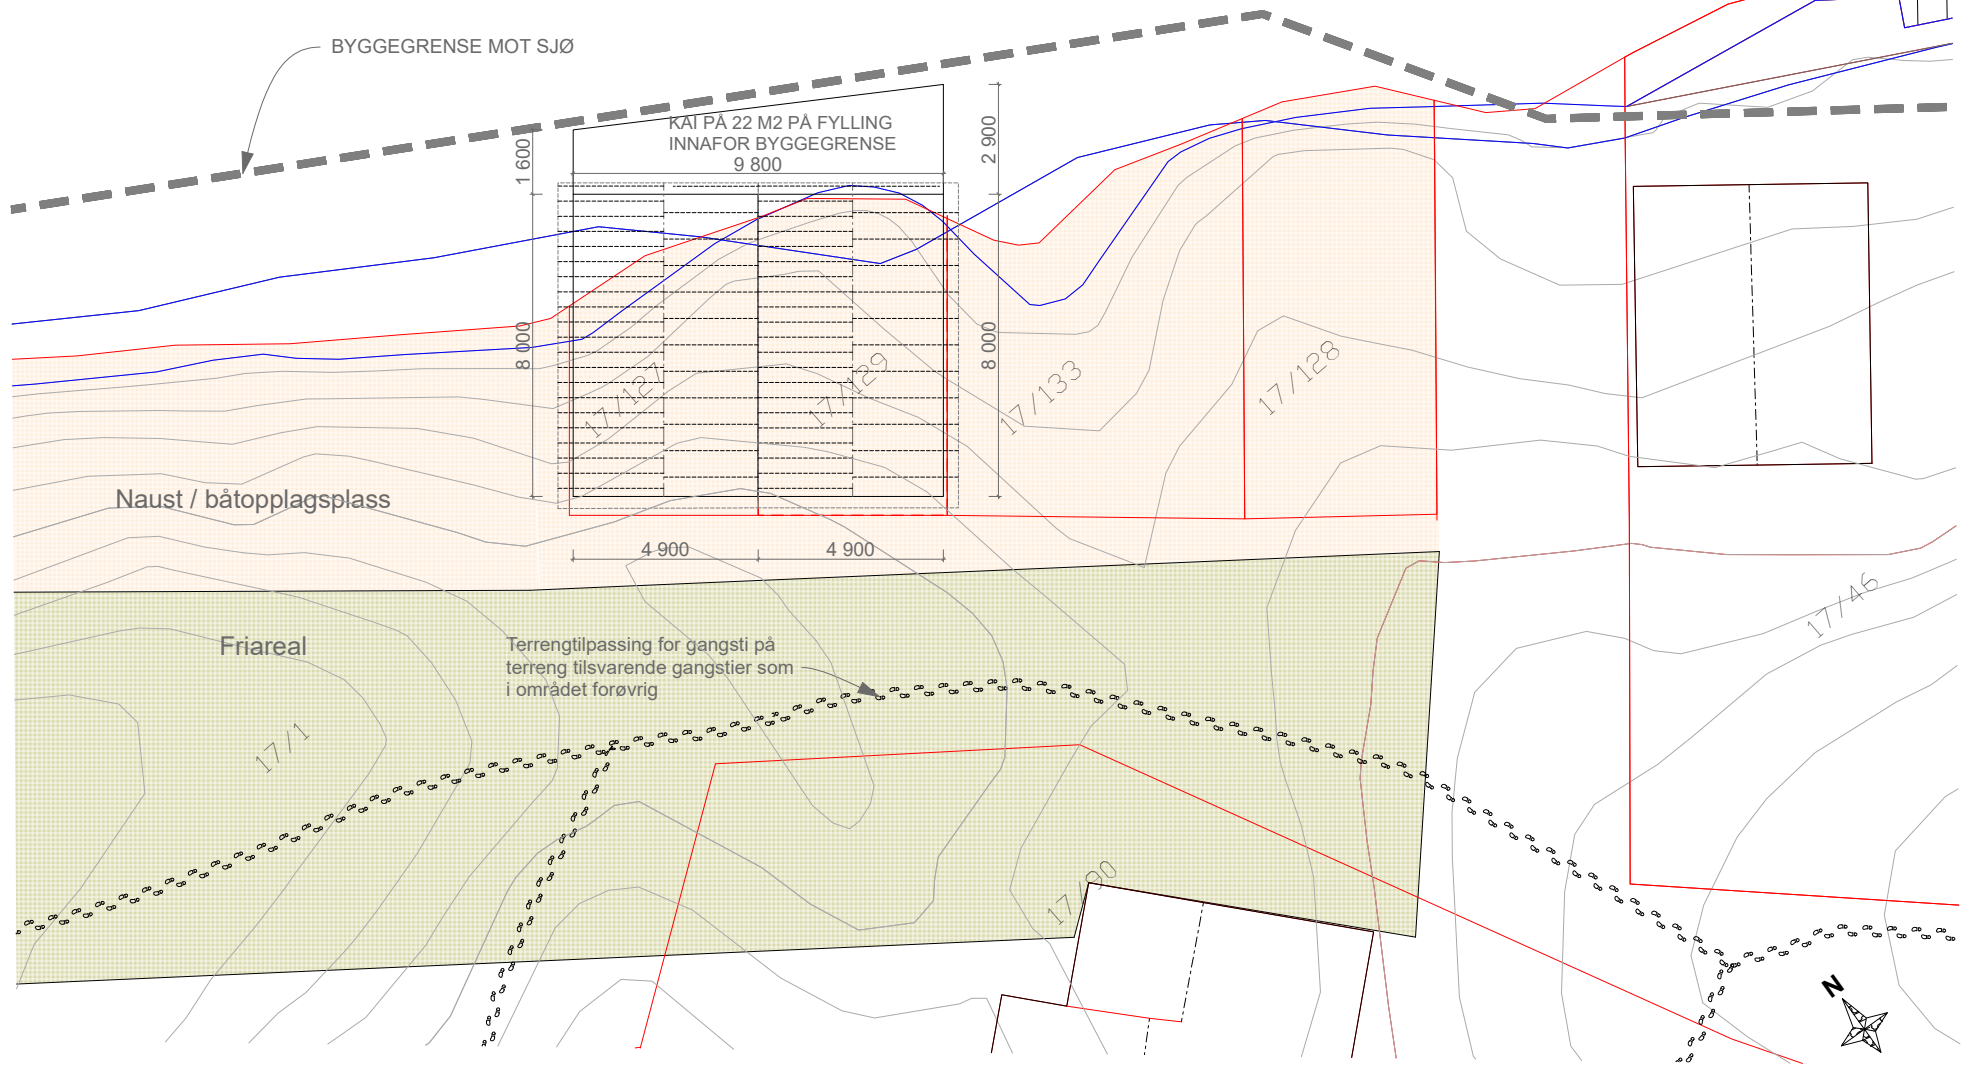 BYGGEGRENSE MOT SJØ
KAI PÅ 22 M2 PÅ FYLLING
INNAFOR BYGGEGRENSE
9 800
1 600
2 900
8 000
8 000
17/127
17/129
17/133
17/128
Naust / båtopplagsplass
4 900
4 900
17/46
Friareal
Terrengtilpassing for gangsti på
terreng tilsvarende gangstier som
i området forøvrig
17/1
17/90
N